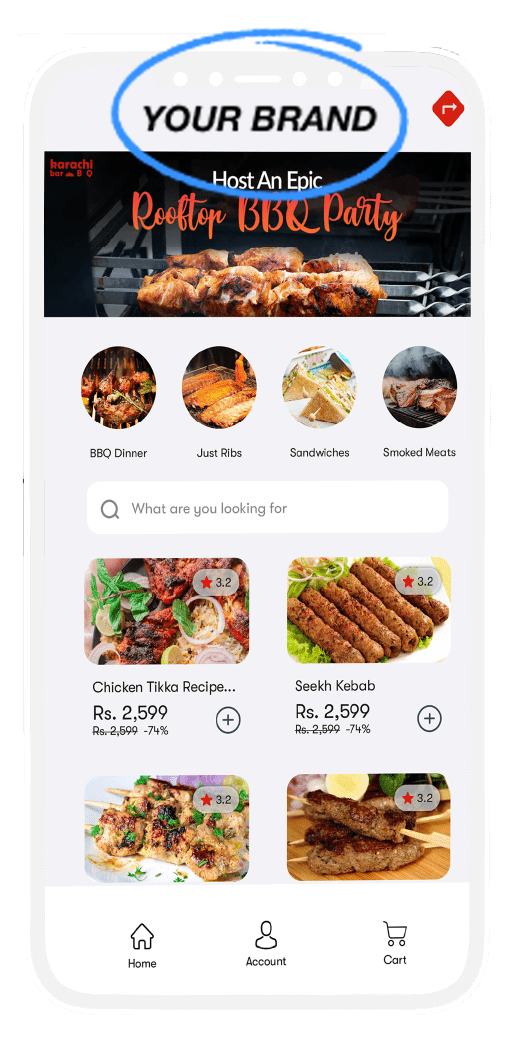 YOUR BRAND
karachi
bar B Q
Host An Epic
Rooftop BBQ Party
BBQ Dinner
Just Ribs
Sandwiches
Smoked Meats
What are you looking for
3.2
3.2
Chicken Tikka Recipe...
Seekh Kebab
Rs. 2,599
Rs. 2,599
Rs. 2,599 -74%
Rs. 2,599 -74%
3.2
3.2
Home
Account
Cart